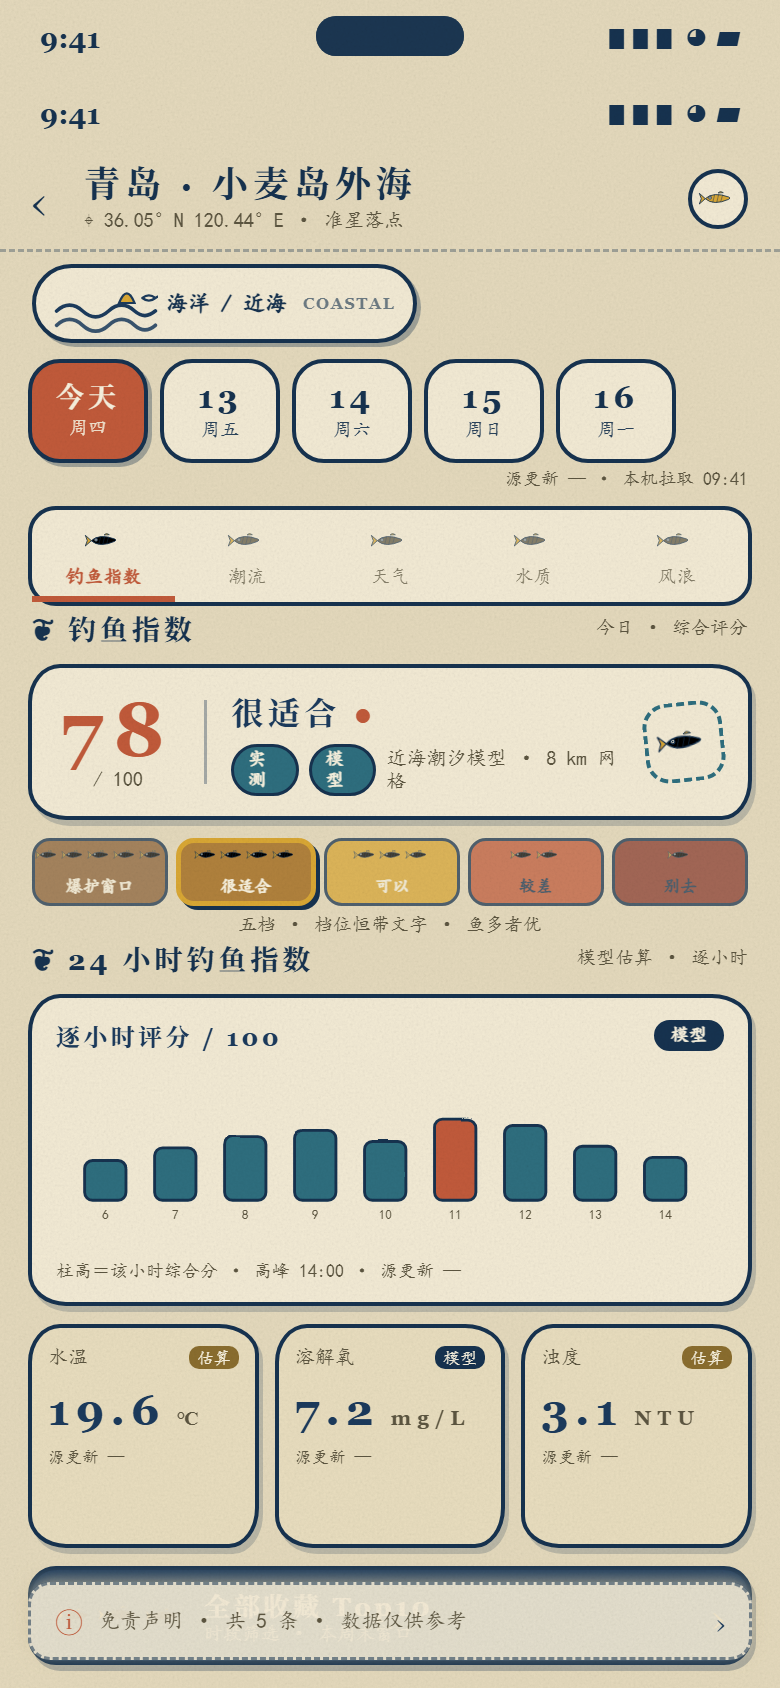 9:41
9:41
青岛 · 小麦岛外海
⌖ 36.05° N 120.44° E • 准星落点
海洋 / 近海 COASTAL
今天 13 14 15 16
周四 周五 周六 周日 周一
源更新 — • 本机拉取 09:41
钓鱼指数 潮流 天气 水质 风浪
❦ 钓鱼指数 今日 • 综合评分
78
/ 100
很适合
实测 模型 近海潮汐模型 • 8 km 网格
爆护窗口 很适合 可以 较差 别去
五档 • 档位恒带文字 • 鱼多者优
❦ 24 小时钓鱼指数 模型估算 • 逐小时
逐小时评分 / 100 模型
6 7 8 9 10 11 12 13 14
柱高=该小时综合分 • 高峰 14:00 • 源更新 —
水温 估算 溶解氧 模型 浊度 估算
19.6 ℃ 7.2 mg/L 3.1 NTU
源更新 — 源更新 — 源更新 —
全部收藏 Top10
免责声明 • 共 5 条 • 数据仅供参考